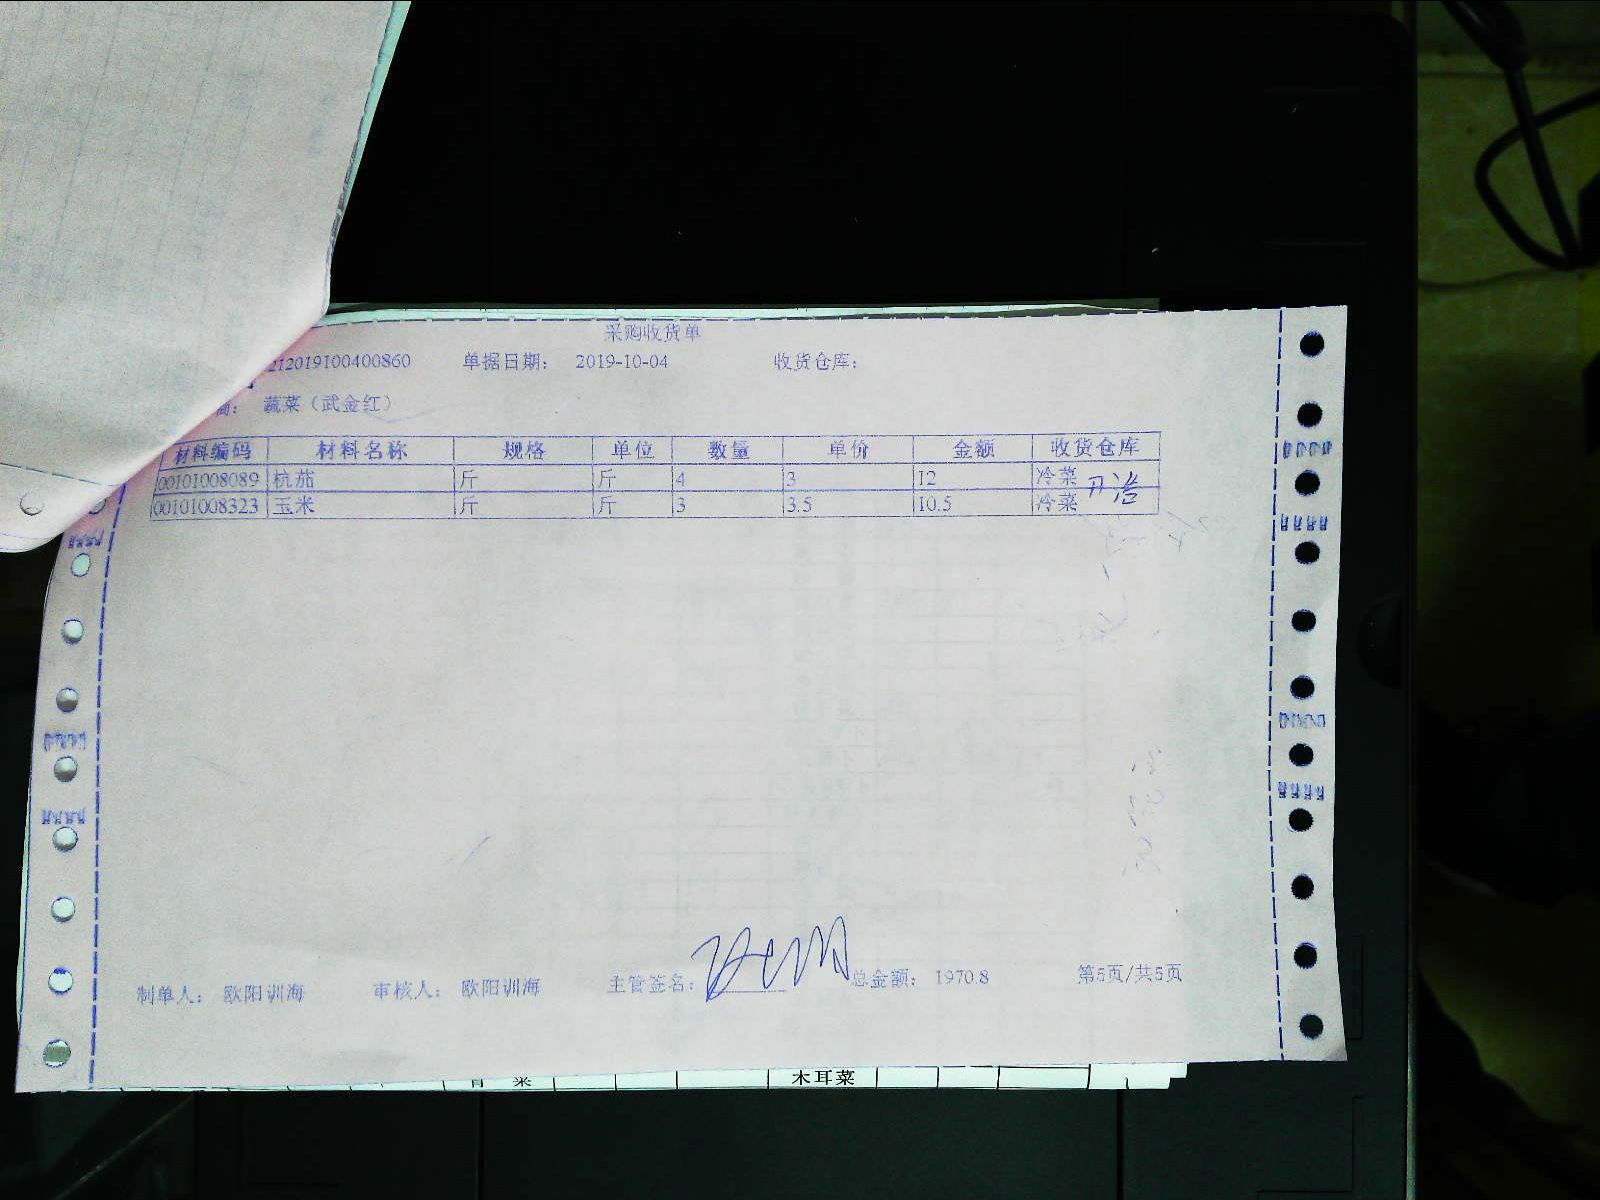 采购收货单
212019100400860 单据日期： 2019-10-04 收货仓库：
商： 蔬菜（武金红）
材料编码 材料名称 规格 单位 数量 单价 金额 收货仓库
00101008089 杭茄 斤 斤 4 3 12 冷菜
00101008323 玉米 斤 斤 3 3.5 10.5 冷菜
制单人： 欧阳训海 审核人： 欧阳训海 主管签名： 总金额： 1970.8 第5页/共5页
菜 木耳菜